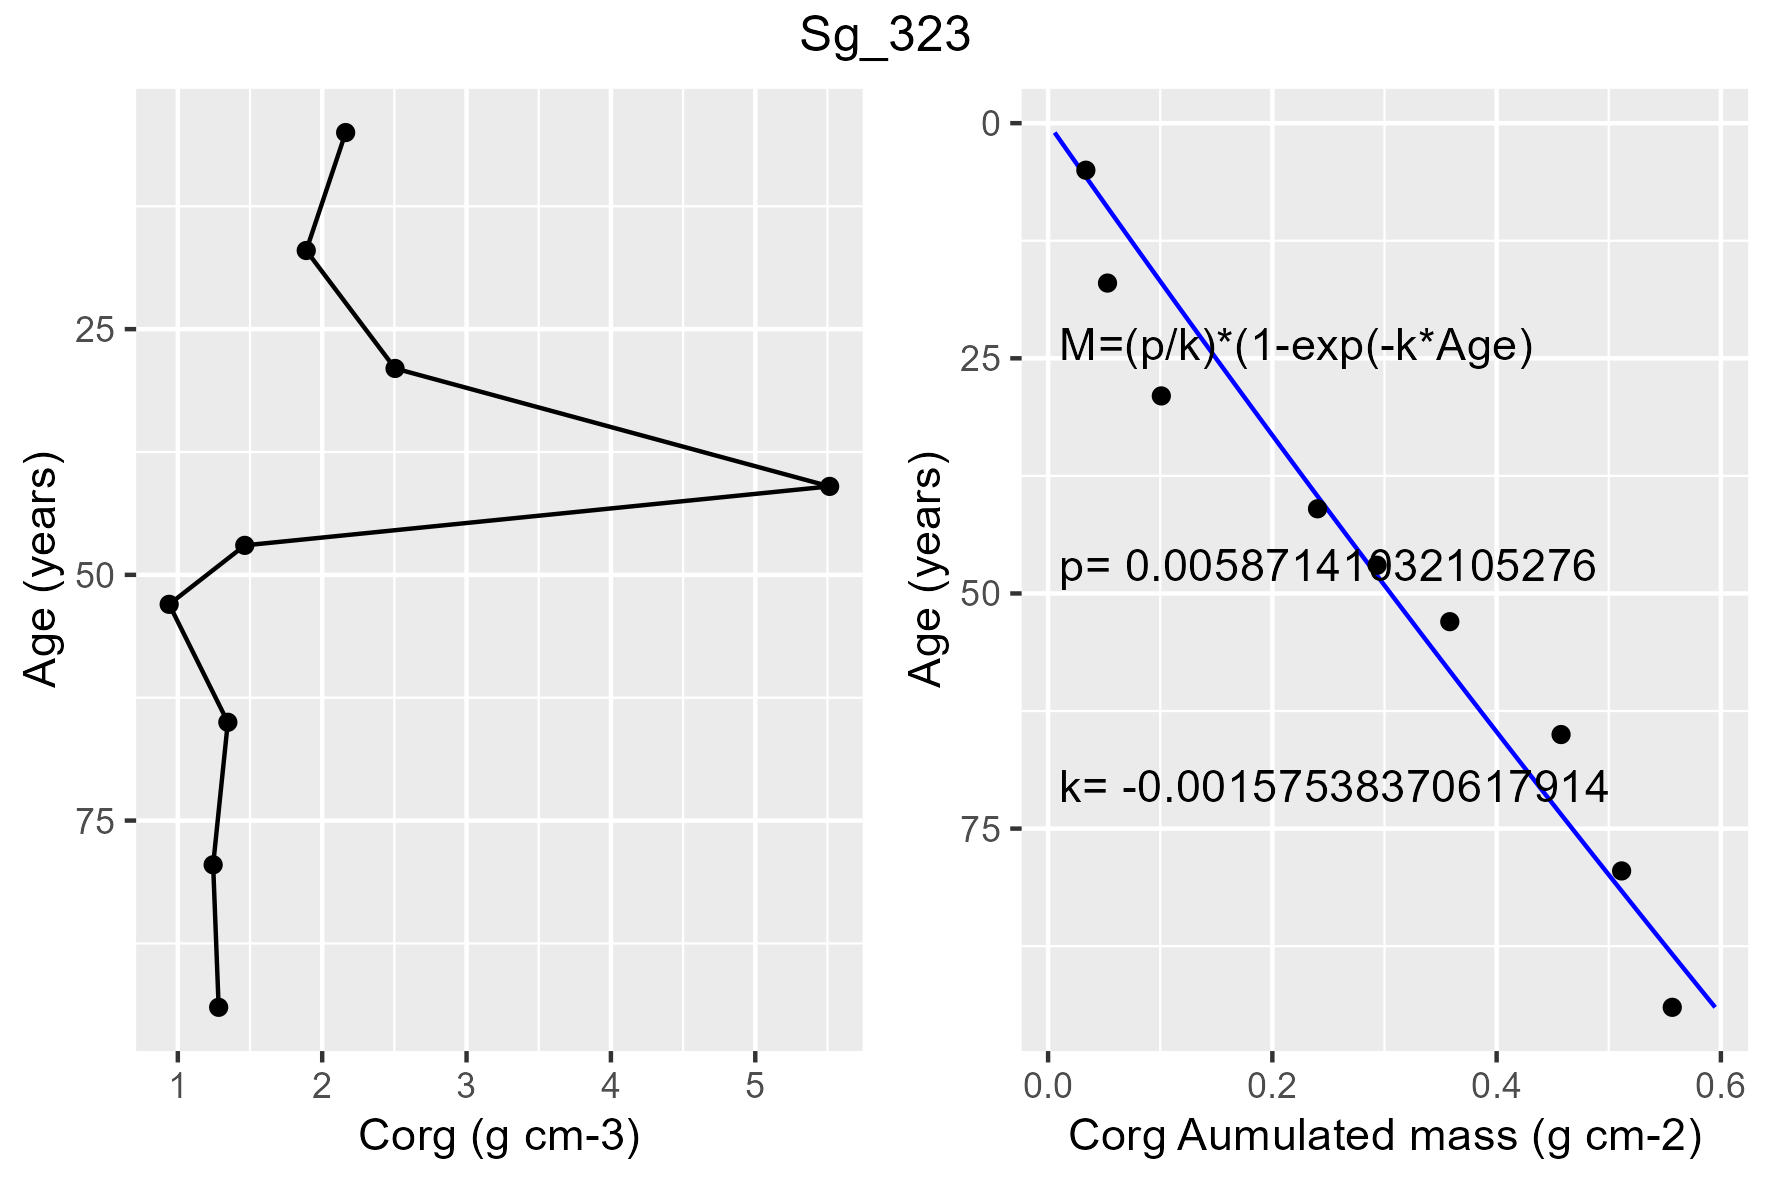 Sg_323
Age (years)
25
50
75
1
2
3
4
5
Corg (g cm-3)
Age (years)
0
25
50
75
M=(p/k)*(1-exp(-k*Age)
p= 0.00587141032105276
k= -0.001575383370617914
0.0
0.2
0.4
0.6
Corg Aumulated mass (g cm-2)